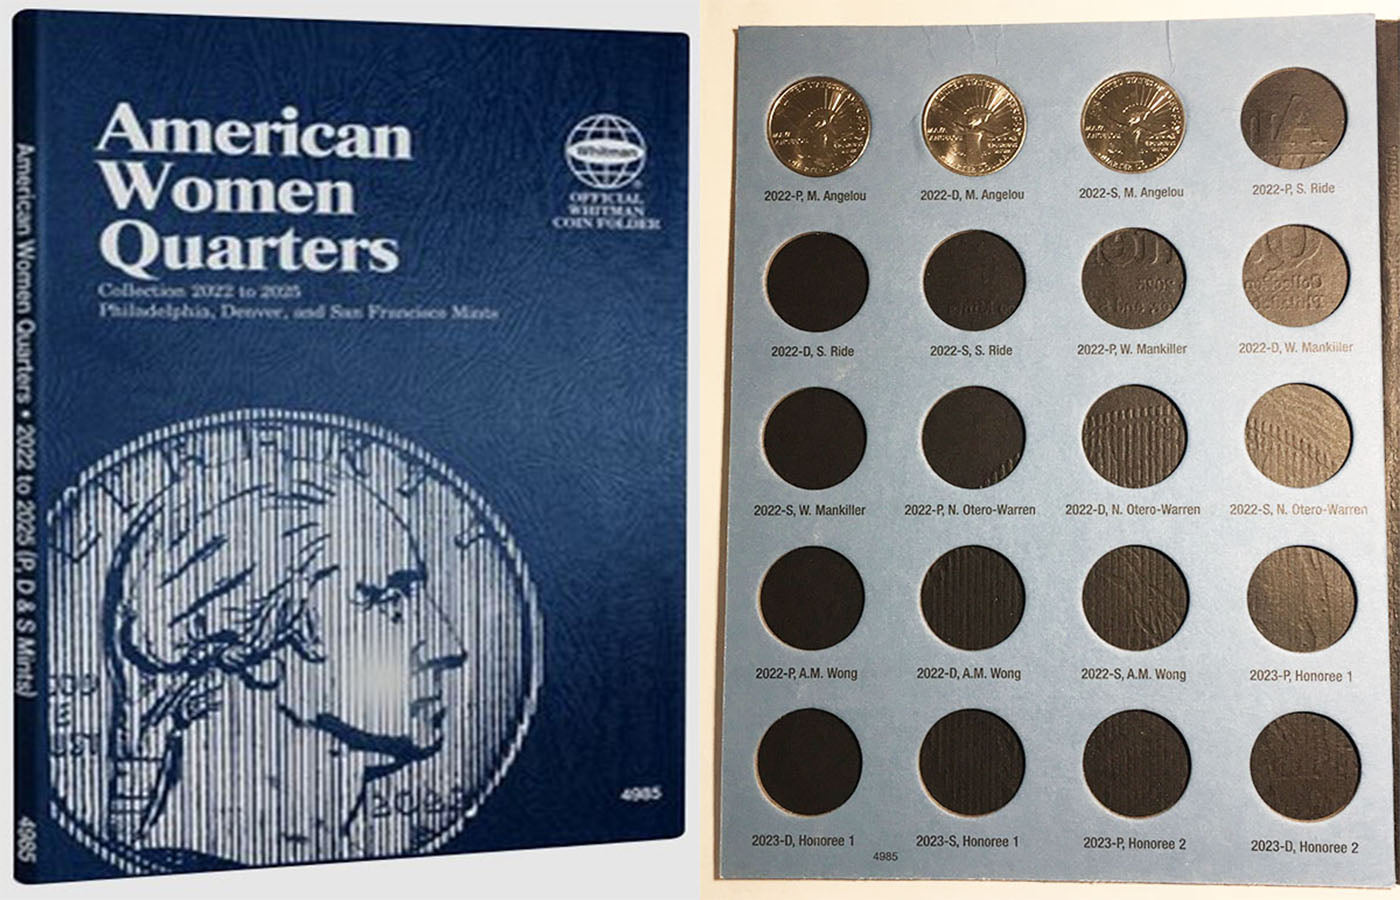 American
Women
Quarters
Collection 2022 to 2025
Philadelphia, Denver, and San Francisco Mints
Whitman
OFFICIAL
WHITMAN
COIN FOLDER
LIBERTY
4985
American Women Quarters • 2022 to 2025 (P, D & S Mints)
4985
2022-P, M. Angelou
2022-D, M. Angelou
2022-S, M. Angelou
2022-P, S. Ride
2022-D, S. Ride
2022-S, S. Ride
2022-P, W. Mankiller
2022-D, W. Mankiller
2022-S, W. Mankiller
2022-P, N. Otero-Warren
2022-D, N. Otero-Warren
2022-S, N. Otero-Warren
2022-P, A.M. Wong
2022-D, A.M. Wong
2022-S, A.M. Wong
2023-P, Honoree 1
2023-D, Honoree 1
2023-S, Honoree 1
2023-P, Honoree 2
2023-D, Honoree 2
4985